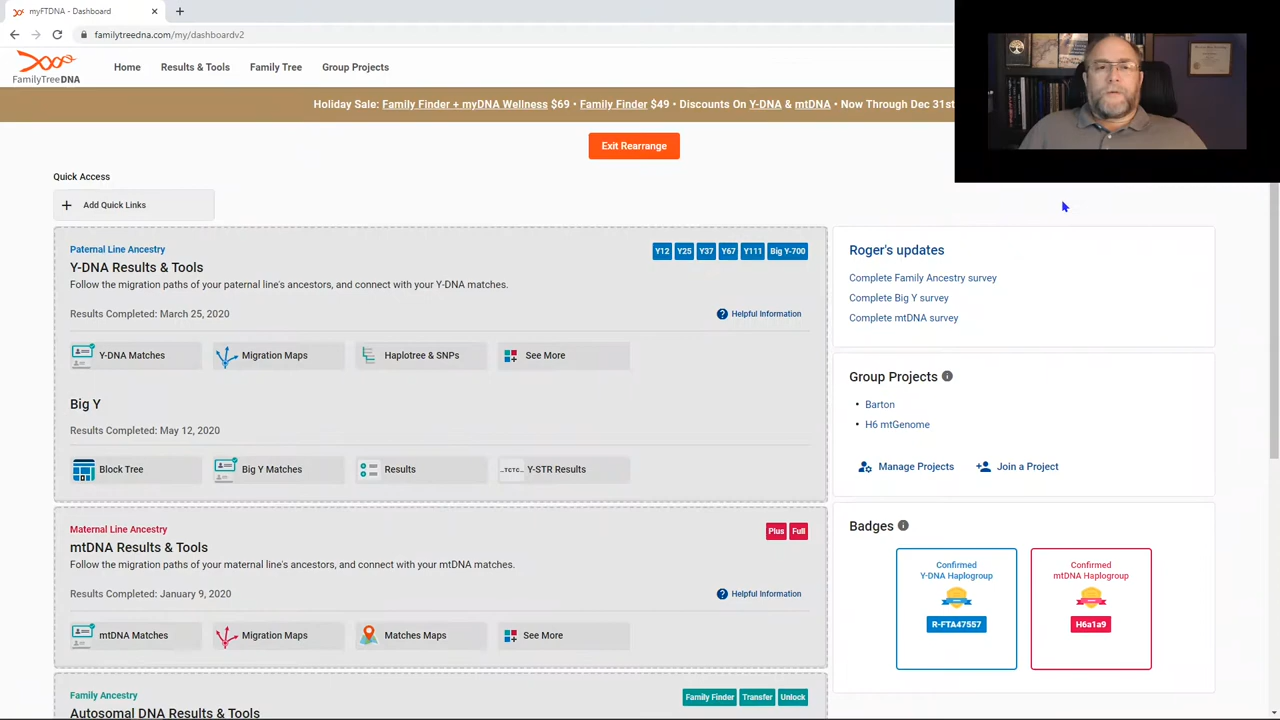 myFTDNA - Dashboard
familytreedna.com/my/dashboardv2
FamilyTreeDNA
Home
Results & Tools
Family Tree
Group Projects
Holiday Sale: Family Finder + myDNA Wellness $69 • Family Finder $49 • Discounts On Y-DNA & mtDNA • Now Through Dec 31st
Exit Rearrange
Quick Access
Add Quick Links
Paternal Line Ancestry
Y12 Y25 Y37 Y67 Y111 Big Y-700
Y-DNA Results & Tools
Follow the migration paths of your paternal line's ancestors, and connect with your Y-DNA matches.
Results Completed: March 25, 2020
Helpful Information
Y-DNA Matches
Migration Maps
Haplotree & SNPs
See More
Big Y
Results Completed: May 12, 2020
Block Tree
Big Y Matches
Results
...TCTC... Y-STR Results
Maternal Line Ancestry
Plus Full
mtDNA Results & Tools
Follow the migration paths of your maternal line's ancestors, and connect with your mtDNA matches.
Results Completed: January 9, 2020
Helpful Information
mtDNA Matches
Migration Maps
Matches Maps
See More
Family Ancestry
Family Finder Transfer Unlock
Autosomal DNA Results & Tools
Roger's updates
Complete Family Ancestry survey
Complete Big Y survey
Complete mtDNA survey
Group Projects
• Barton
• H6 mtGenome
Manage Projects
Join a Project
Badges
Confirmed
Y-DNA Haplogroup
R-FTA47557
Confirmed
mtDNA Haplogroup
H6a1a9